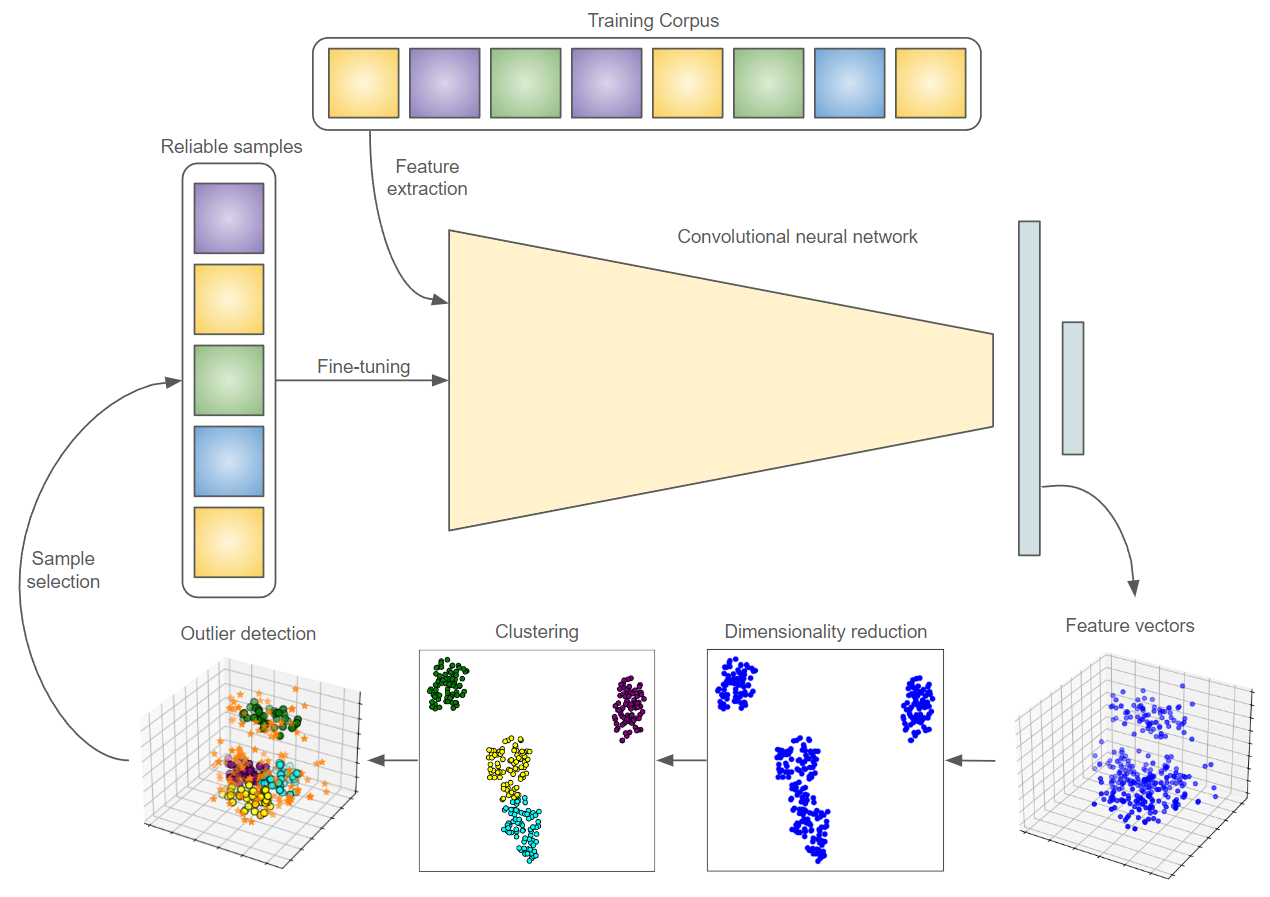 Training Corpus
Reliable samples
Feature
extraction
Convolutional neural network
Fine-tuning
Sample
selection
Outlier detection
Clustering
Dimensionality reduction
Feature vectors